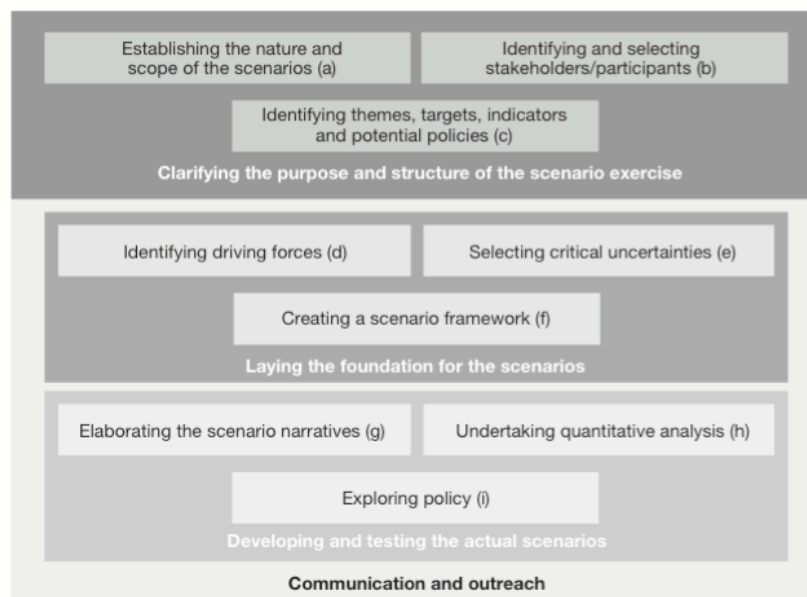 Establishing the nature and
scope of the scenarios (a)
Identifying and selecting
stakeholders/participants (b)
Identifying themes, targets, indicators
and potential policies (c)
Clarifying the purpose and structure of the scenario exercise
Identifying driving forces (d)
Selecting critical uncertainties (e)
Creating a scenario framework (f)
Laying the foundation for the scenarios
Elaborating the scenario narratives (g)
Undertaking quantitative analysis (h)
Exploring policy (i)
Developing and testing the actual scenarios
Communication and outreach